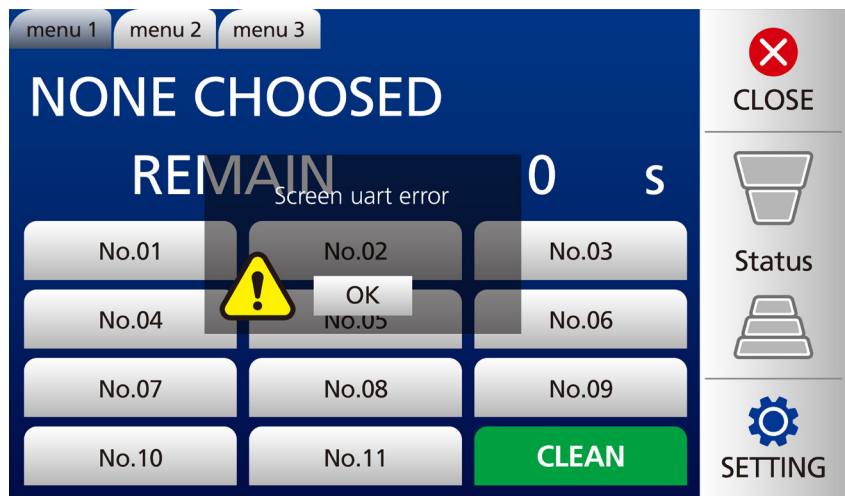 menu 1 menu 2 menu 3
NONE CHOOSED
REMAIN 0 s
Screen uart error
OK
No.01 No.02 No.03
No.04 No.05 No.06
No.07 No.08 No.09
No.10 No.11 CLEAN
CLOSE
Status
SETTING